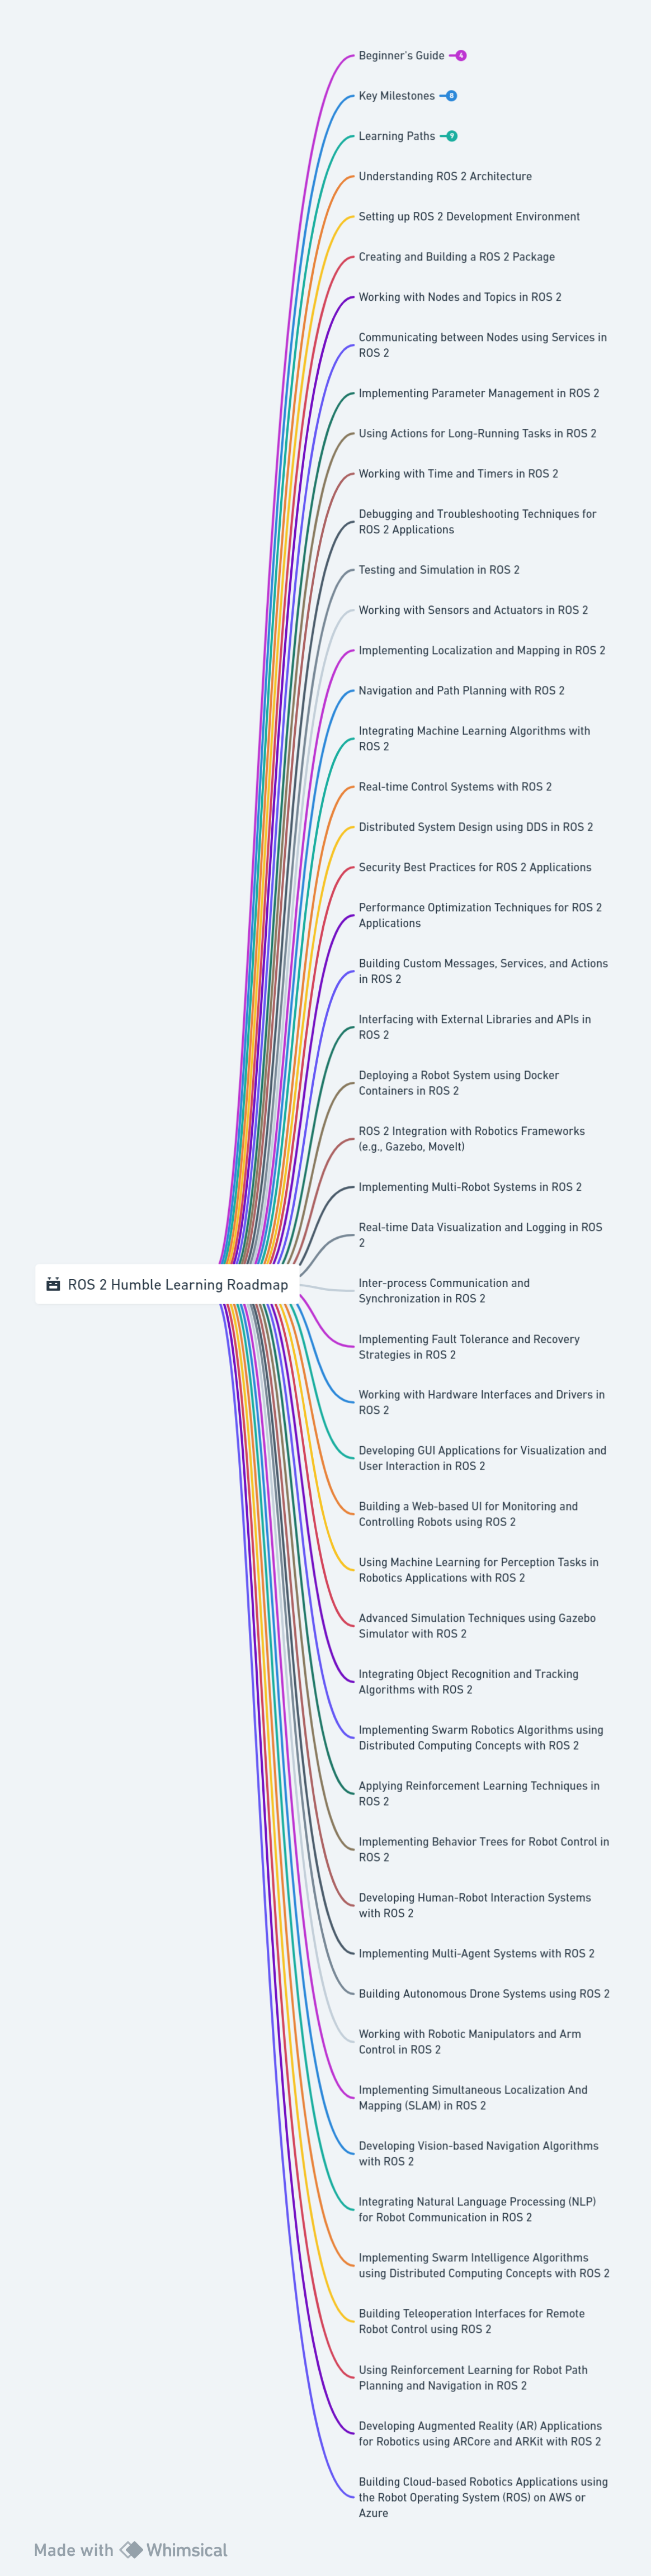 Beginner's Guide
Key Milestones 8
Learning Paths 9
Understanding ROS 2 Architecture
Setting up ROS 2 Development Environment
Creating and Building a ROS 2 Package
Working with Nodes and Topics in ROS 2
Communicating between Nodes using Services in
ROS 2
Implementing Parameter Management in ROS 2
Using Actions for Long-Running Tasks in ROS 2
Working with Time and Timers in ROS 2
Debugging and Troubleshooting Techniques for
ROS 2 Applications
Testing and Simulation in ROS 2
Working with Sensors and Actuators in ROS 2
Implementing Localization and Mapping in ROS 2
Navigation and Path Planning with ROS 2
Integrating Machine Learning Algorithms with
ROS 2
Real-time Control Systems with ROS 2
Distributed System Design using DDS in ROS 2
Security Best Practices for ROS 2 Applications
Performance Optimization Techniques for ROS 2
Applications
Building Custom Messages, Services, and Actions
in ROS 2
Interfacing with External Libraries and APIs in
ROS 2
Deploying a Robot System using Docker
Containers in ROS 2
ROS 2 Integration with Robotics Frameworks
(e.g., Gazebo, MoveIt)
Implementing Multi-Robot Systems in ROS 2
Real-time Data Visualization and Logging in ROS
2
ROS 2 Humble Learning Roadmap
Inter-process Communication and
Synchronization in ROS 2
Implementing Fault Tolerance and Recovery
Strategies in ROS 2
Working with Hardware Interfaces and Drivers in
ROS 2
Developing GUI Applications for Visualization and
User Interaction in ROS 2
Building a Web-based UI for Monitoring and
Controlling Robots using ROS 2
Using Machine Learning for Perception Tasks in
Robotics Applications with ROS 2
Advanced Simulation Techniques using Gazebo
Simulator with ROS 2
Integrating Object Recognition and Tracking
Algorithms with ROS 2
Implementing Swarm Robotics Algorithms using
Distributed Computing Concepts with ROS 2
Applying Reinforcement Learning Techniques in
ROS 2
Implementing Behavior Trees for Robot Control in
ROS 2
Developing Human-Robot Interaction Systems
with ROS 2
Implementing Multi-Agent Systems with ROS 2
Building Autonomous Drone Systems using ROS 2
Working with Robotic Manipulators and Arm
Control in ROS 2
Implementing Simultaneous Localization And
Mapping (SLAM) in ROS 2
Developing Vision-based Navigation Algorithms
with ROS 2
Integrating Natural Language Processing (NLP)
for Robot Communication in ROS 2
Implementing Swarm Intelligence Algorithms
using Distributed Computing Concepts with ROS 2
Building Teleoperation Interfaces for Remote
Robot Control using ROS 2
Using Reinforcement Learning for Robot Path
Planning and Navigation in ROS 2
Developing Augmented Reality (AR) Applications
for Robotics using ARCore and ARKit with ROS 2
Building Cloud-based Robotics Applications using
the Robot Operating System (ROS) on AWS or
Azure
Made with Whimsical